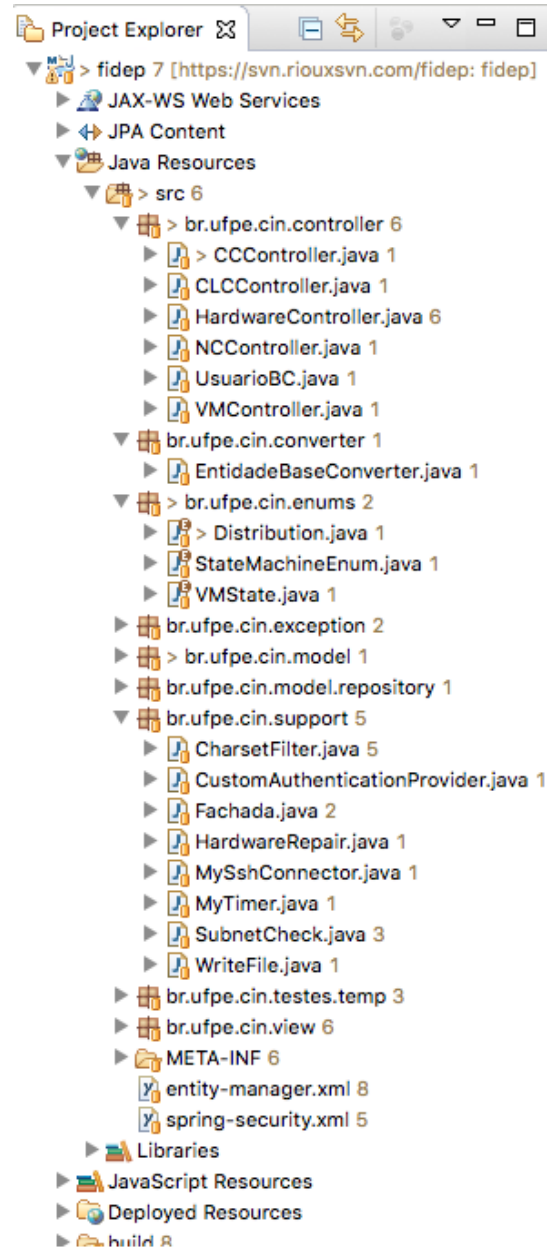 Project Explorer
> fidep 7 [https://svn.riouxsvn.com/fidep: fidep]
JAX-WS Web Services
JPA Content
Java Resources
> src 6
> br.ufpe.cin.controller 6
> CCController.java 1
CLCController.java 1
HardwareController.java 6
NCController.java 1
UsuarioBC.java 1
VMController.java 1
br.ufpe.cin.converter 1
EntidadeBaseConverter.java 1
> br.ufpe.cin.enums 2
> Distribution.java 1
StateMachineEnum.java 1
VMState.java 1
br.ufpe.cin.exception 2
> br.ufpe.cin.model 1
br.ufpe.cin.model.repository 1
br.ufpe.cin.support 5
CharsetFilter.java 5
CustomAuthenticationProvider.java 1
Fachada.java 2
HardwareRepair.java 1
MySshConnector.java 1
MyTimer.java 1
SubnetCheck.java 3
WriteFile.java 1
br.ufpe.cin.testes.temp 3
br.ufpe.cin.view 6
META-INF 6
entity-manager.xml 8
spring-security.xml 5
Libraries
JavaScript Resources
Deployed Resources
build 8